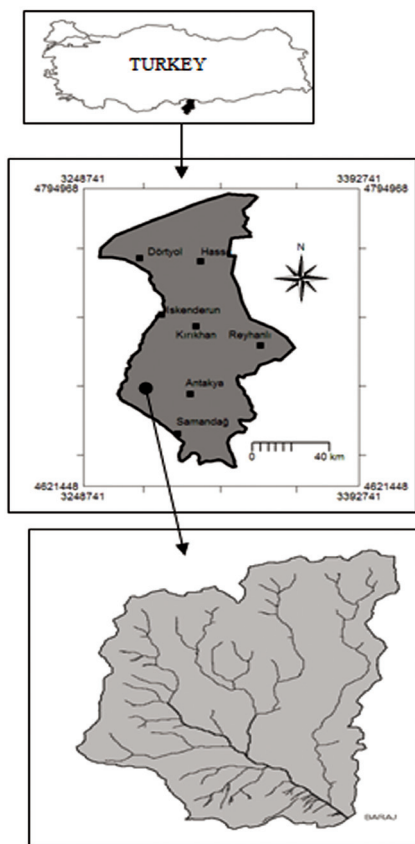 TURKEY
3248741 3392741
4794968 4794968
Dörtyol Hassa
N
İskenderun
Kırıkhan Reyhanlı
Antakya
Samandağ
0 40 km
4621448 4621448
3248741 3392741
BARAJ